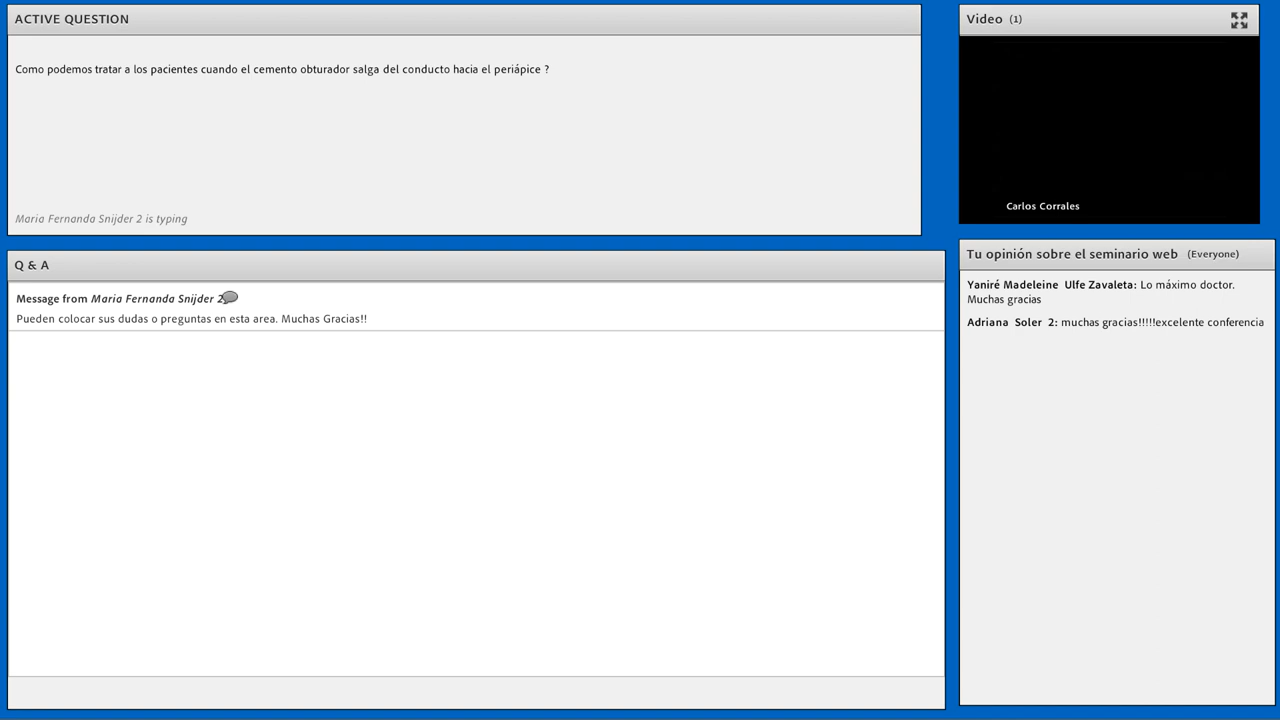 ACTIVE QUESTION
Como podemos tratar a los pacientes cuando el cemento obturador salga del conducto hacia el periápice ?
Maria Fernanda Snijder 2 is typing
Video (1)
Carlos Corrales
Q & A
Message from Maria Fernanda Snijder 2
Pueden colocar sus dudas o preguntas en esta area. Muchas Gracias!!
Tu opinión sobre el seminario web (Everyone)
Yaniré Madeleine Ulfe Zavaleta: Lo máximo doctor.
Muchas gracias
Adriana Soler 2: muchas gracias!!!!!excelente conferencia